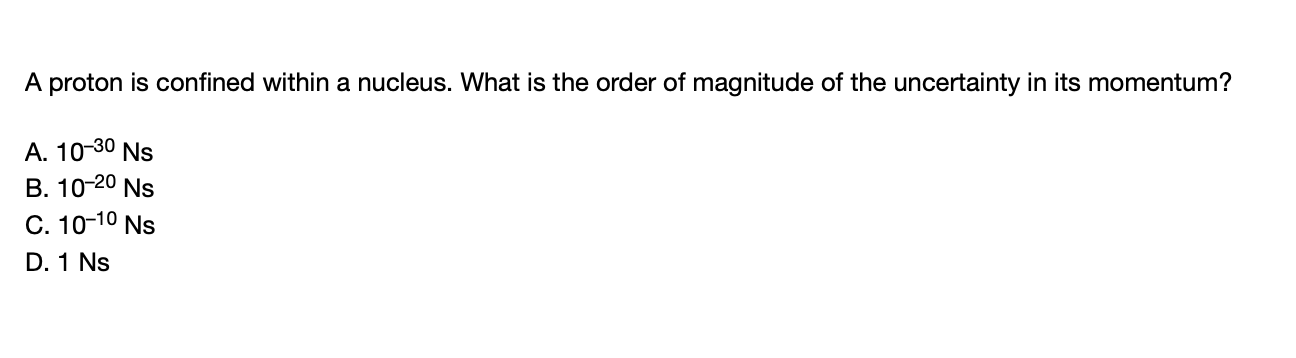 A proton is confined within a nucleus. What is the order of magnitude of the uncertainty in its momentum?
A. 10⁻³⁰ Ns
B. 10⁻²⁰ Ns
C. 10⁻¹⁰ Ns
D. 1 Ns